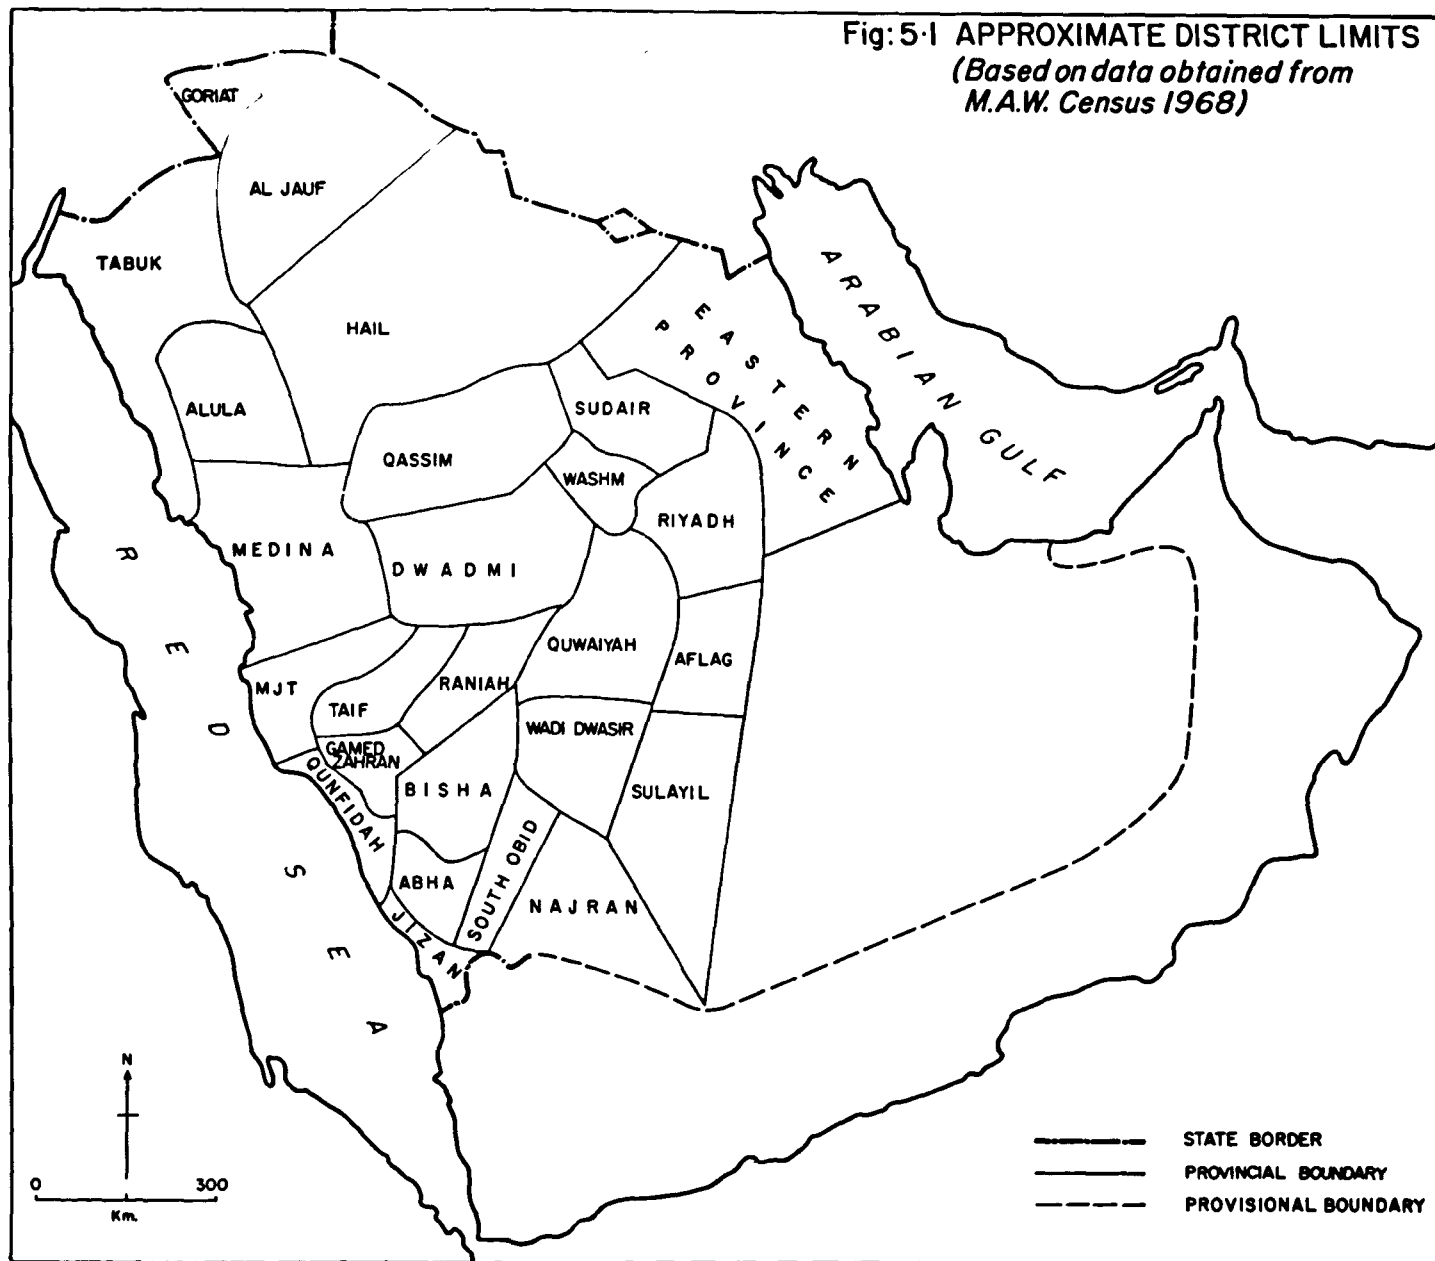 Fig: 5·1 APPROXIMATE DISTRICT LIMITS
(Based on data obtained from
M.A.W. Census 1968)
GORIAT
AL JAUF
TABUK
HAIL
ALULA
QASSIM
SUDAIR
WASHM
EASTERN
PROVINCE
ARABIAN GULF
RIYADH
MEDINA
DWADMI
QUWAIYAH
AFLAG
MJT
TAIF
RANIAH
GAMED
ZAHRAN
WADI DWASIR
QUNFIDAH
BISHA
SULAYIL
ABHA
SOUTH OBID
NAJRAN
JIZAN
RED SEA
N
0 300
Km.
STATE BORDER
PROVINCIAL BOUNDARY
PROVISIONAL BOUNDARY